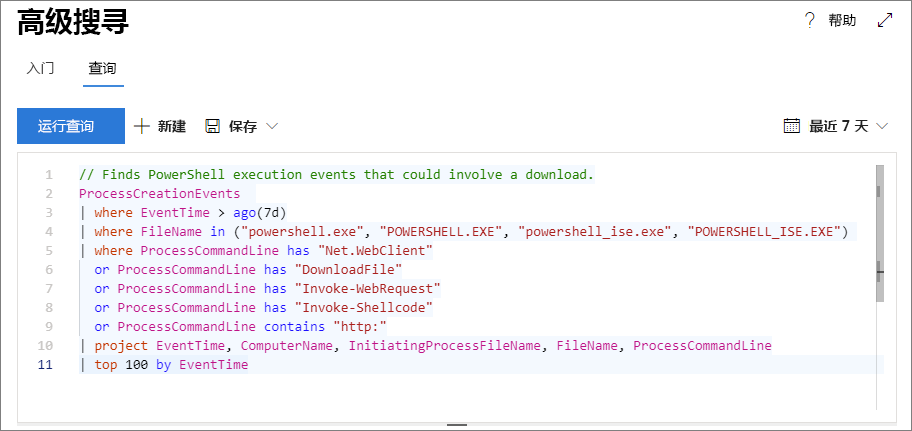 高级搜寻
? 帮助
入门 查询
运行查询 新建 保存 最近 7 天
1 // Finds PowerShell execution events that could involve a download.
2 ProcessCreationEvents
3 | where EventTime > ago(7d)
4 | where FileName in ("powershell.exe", "POWERSHELL.EXE", "powershell_ise.exe", "POWERSHELL_ISE.EXE")
5 | where ProcessCommandLine has "Net.WebClient"
6 or ProcessCommandLine has "DownloadFile"
7 or ProcessCommandLine has "Invoke-WebRequest"
8 or ProcessCommandLine has "Invoke-Shellcode"
9 or ProcessCommandLine contains "http:"
10 | project EventTime, ComputerName, InitiatingProcessFileName, FileName, ProcessCommandLine
11 | top 100 by EventTime